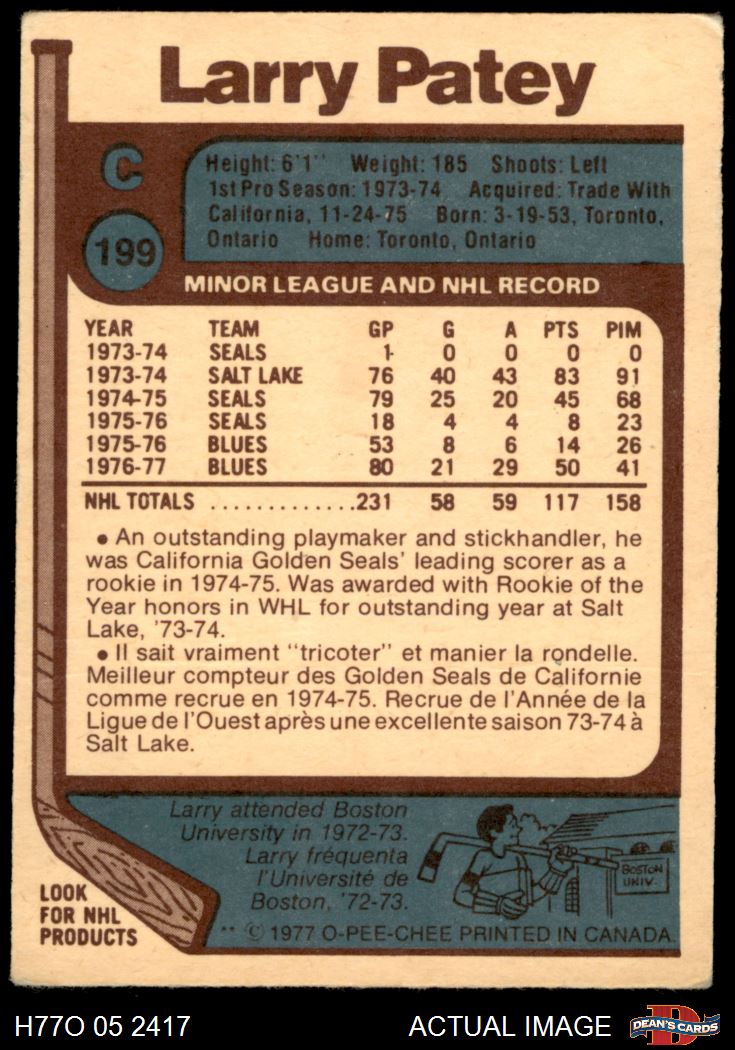 Larry Patey
C
199
Height: 6'1" Weight: 185 Shoots: Left
1st Pro Season: 1973-74 Acquired: Trade With
California, 11-24-75 Born: 3-19-53, Toronto,
Ontario Home: Toronto, Ontario
MINOR LEAGUE AND NHL RECORD
YEAR TEAM GP G A PTS PIM
1973-74 SEALS 1 0 0 0 0
1973-74 SALT LAKE 76 40 43 83 91
1974-75 SEALS 79 25 20 45 68
1975-76 SEALS 18 4 4 8 23
1975-76 BLUES 53 8 6 14 26
1976-77 BLUES 80 21 29 50 41
NHL TOTALS ............231 58 59 117 158
• An outstanding playmaker and stickhandler, he
was California Golden Seals' leading scorer as a
rookie in 1974-75. Was awarded with Rookie of the
Year honors in WHL for outstanding year at Salt
Lake, '73-74.
• Il sait vraiment "tricoter" et manier la rondelle.
Meilleur compteur des Golden Seals de Californie
comme recrue en 1974-75. Recrue de l'Année de la
Ligue de l'Ouest après une excellente saison 73-74 à
Salt Lake.
Larry attended Boston
University in 1972-73.
Larry fréquenta
l'Université de
Boston, '72-73.
BOSTON
UNIV.
LOOK
FOR NHL
PRODUCTS
** © 1977 O-PEE-CHEE PRINTED IN CANADA.
H77O 05 2417 ACTUAL IMAGE
D
DEAN'S CARDS